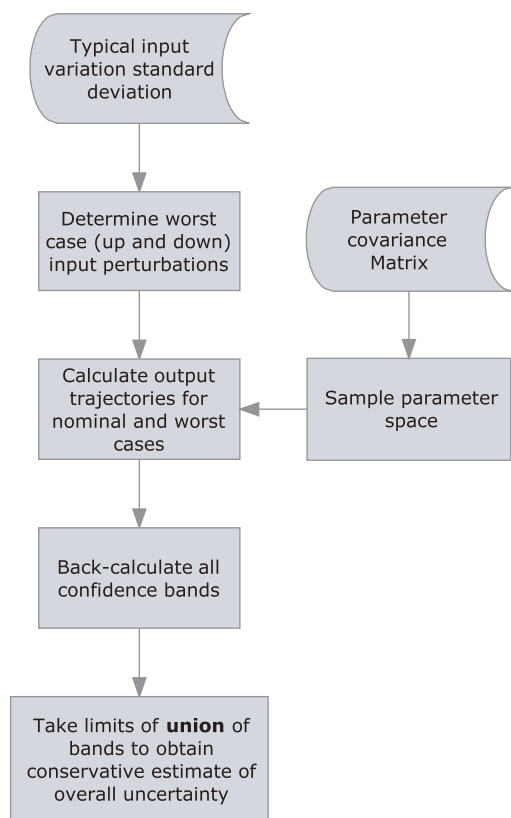 Typical input
variation standard
deviation
Determine worst
case (up and down)
input perturbations
Parameter
covariance
Matrix
Calculate output
trajectories for
nominal and worst
cases
Sample parameter
space
Back-calculate all
confidence bands
Take limits of union of
bands to obtain
conservative estimate of
overall uncertainty